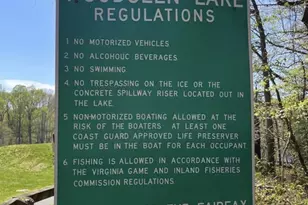 WOODGLEN LAKE
REGULATIONS
1 NO MOTORIZED VEHICLES
2 NO ALCOHOLIC BEVERAGES
3 NO SWIMMING
4 NO TRESPASSING ON THE ICE OR THE
CONCRETE SPILLWAY RISER LOCATED OUT IN
THE LAKE.
5 NON-MOTORIZED BOATING ALLOWED AT THE
RISK OF THE BOATERS AT LEAST ONE
COAST GUARD APPROVED LIFE PRESERVER
MUST BE IN THE BOAT FOR EACH OCCUPANT.
6 FISHING IS ALLOWED IN ACCORDANCE WITH
THE VIRGINIA GAME AND INLAND FISHERIES
COMMISSION REGULATIONS.
FAIRFAX